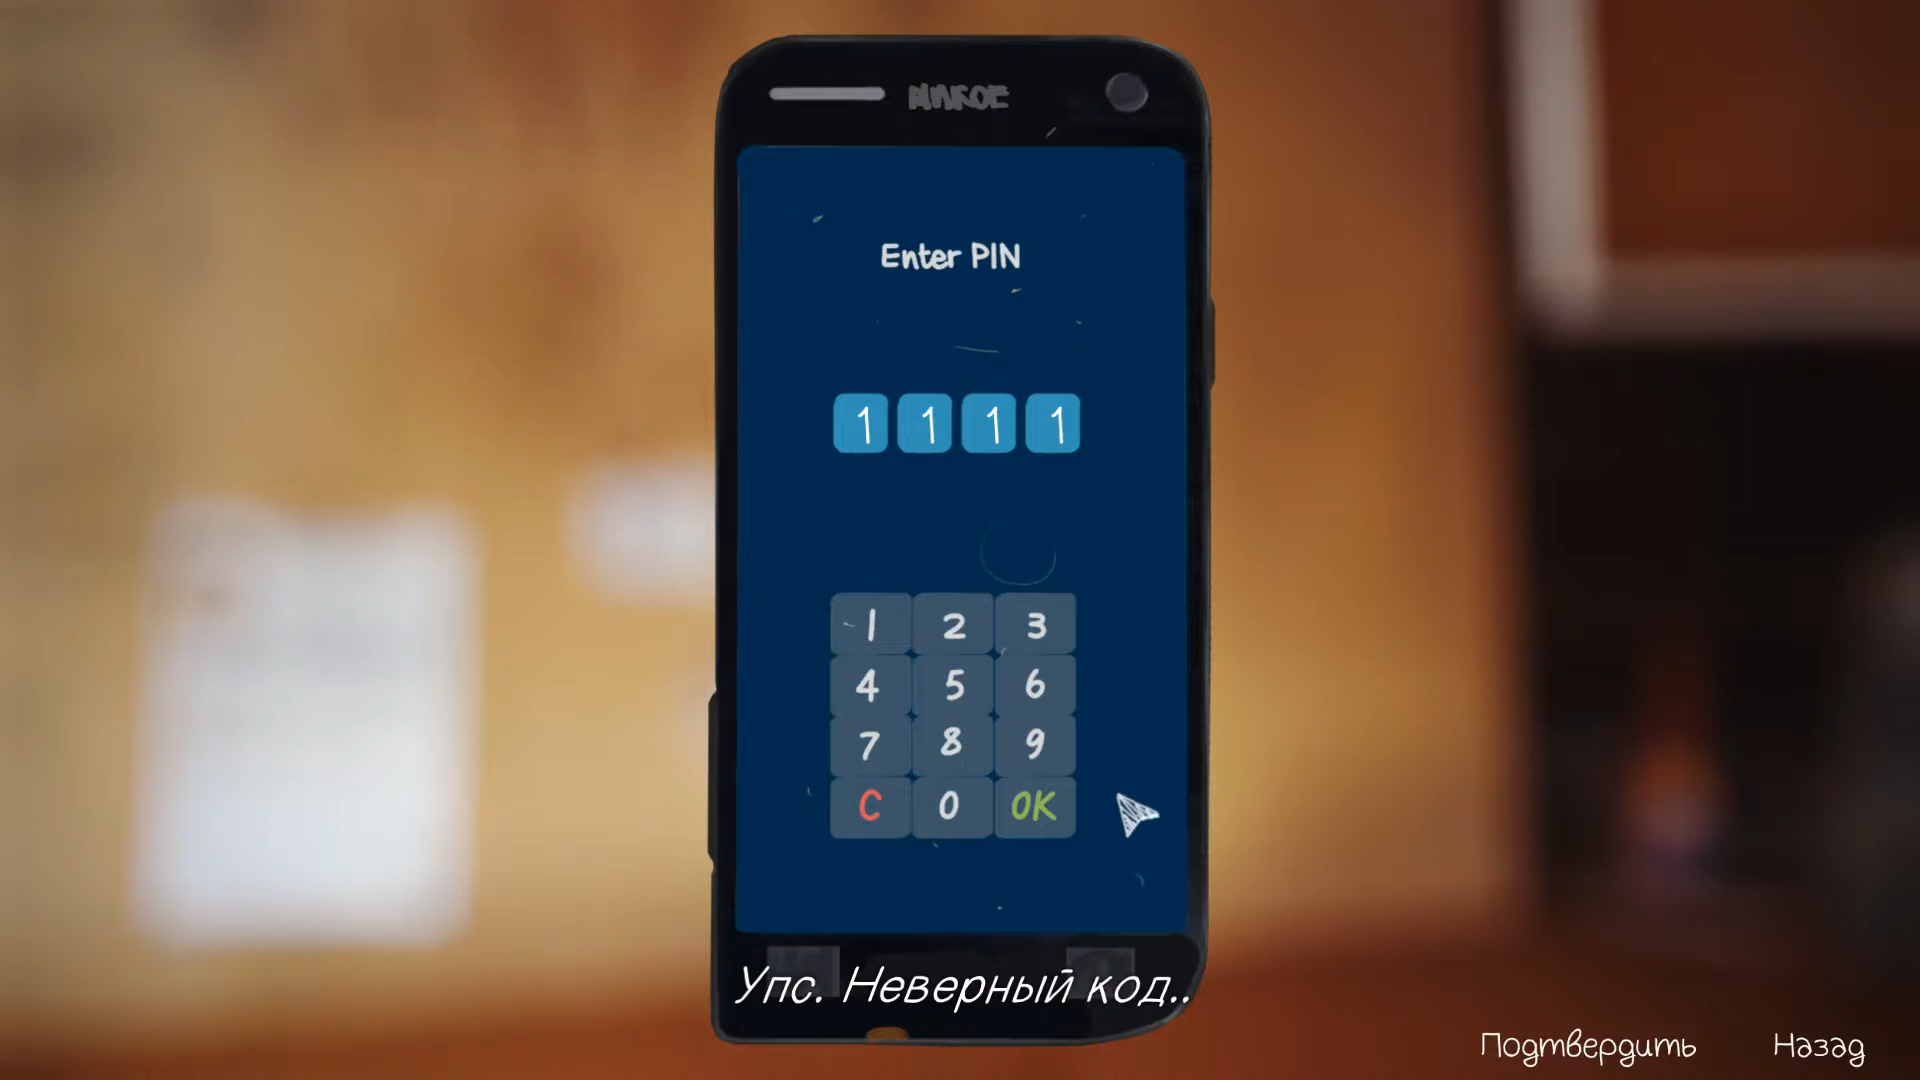 Enter PIN
1 1 1 1
1 2 3
4 5 6
7 8 9
C 0 OK
Упс. Неверный код..
Подтвердить Назад